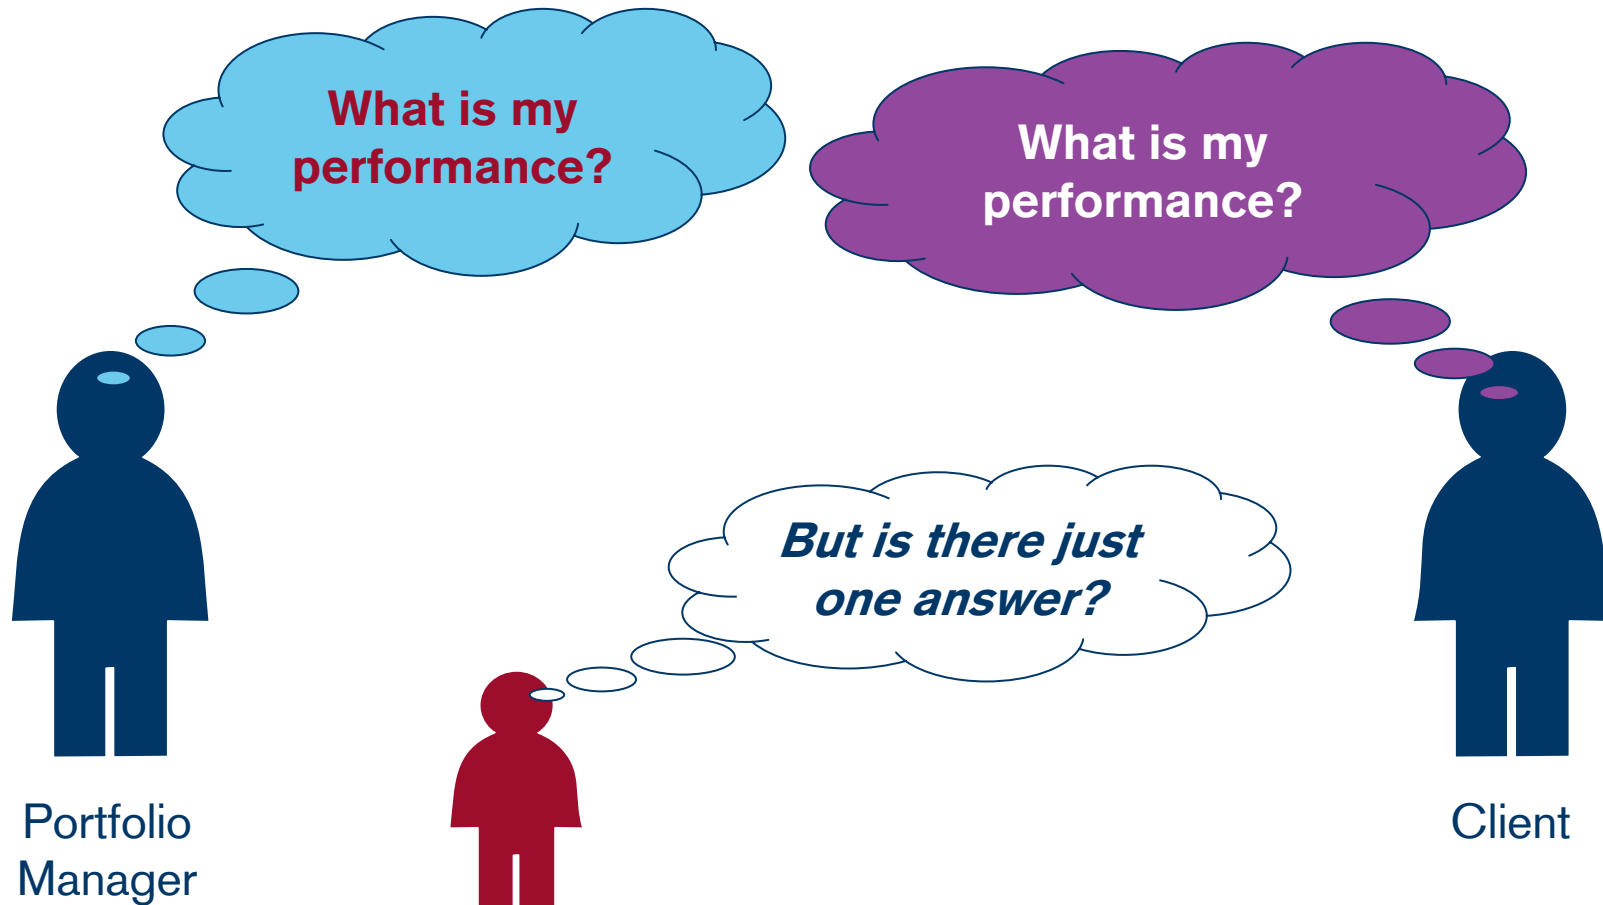 What is my
performance?
What is my
performance?
But is there just
one answer?
Portfolio
Manager
Client